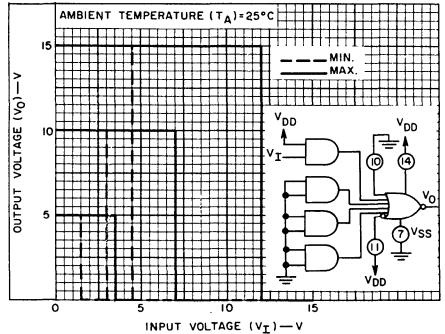 AMBIENT TEMPERATURE (TA)=25°C
MIN.
MAX.
OUTPUT VOLTAGE (VO)—V
15
10
5
0
5
10
15
INPUT VOLTAGE (VI)—V
VDD
VI
10
VDD
14
VO
7
VSS
11
VDD